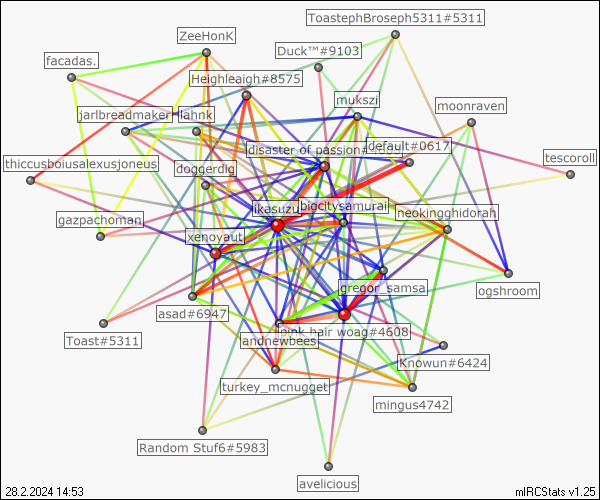 ToastephBroseph5311#5311
ZeeHonK
Duck™#9103
facadas.
Heighleaigh#8575
mukszi
moonraven
jarlbreadmaker
lahnk
default#0617
disaster of passion
thiccusboiusalexusjoneus
doggerdig
tescoroll
ikasuzu
biocitysamurai
neokingghidorah
gazpachoman
xenoyaut
gregor_samsa
ogshroom
asad#6947
pink hair woag#4608
Toast#5311
andnewbees
Knowun#6424
turkey_mcnugget
mingus4742
Random Stuf6#5983
avelicious
28.2.2024 14:53
mIRCStats v1.25